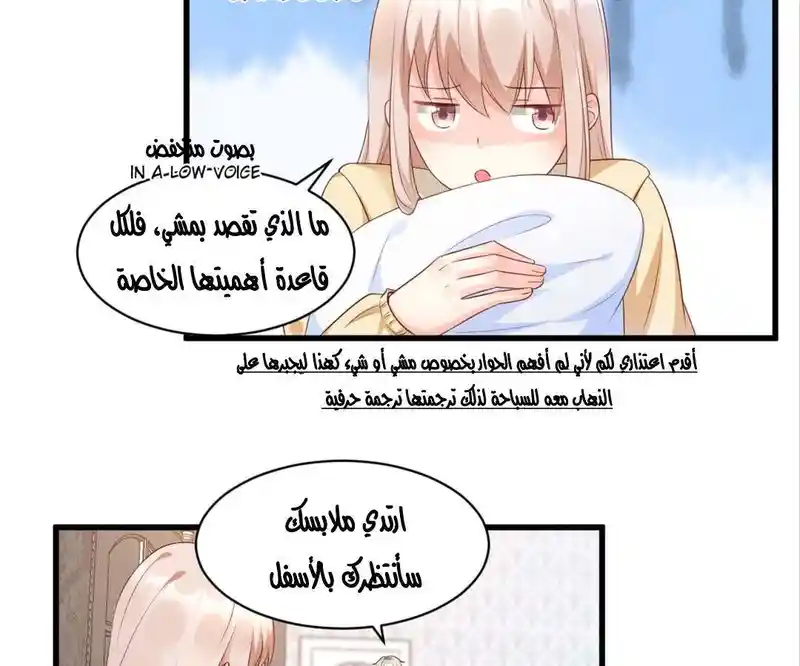 بصوت منخفض
IN A-LOW-VOICE
ما الذي تقصد بمشي، فلكل
قاعدة أهميتها الخاصة
أقدم اعتذاري لكم لأني لم أفهم الحوار بخصوص مشي أو شيء كهذا ليجبرها على
الذهاب معه للسباحة لذلك ترجمتها ترجمة حرفية
ارتدي ملابسك
سأنتظرك بالأسفل